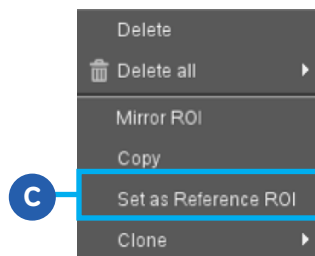 Delete
Delete all
Mirror ROI
Copy
C
Set as Reference ROI
Clone